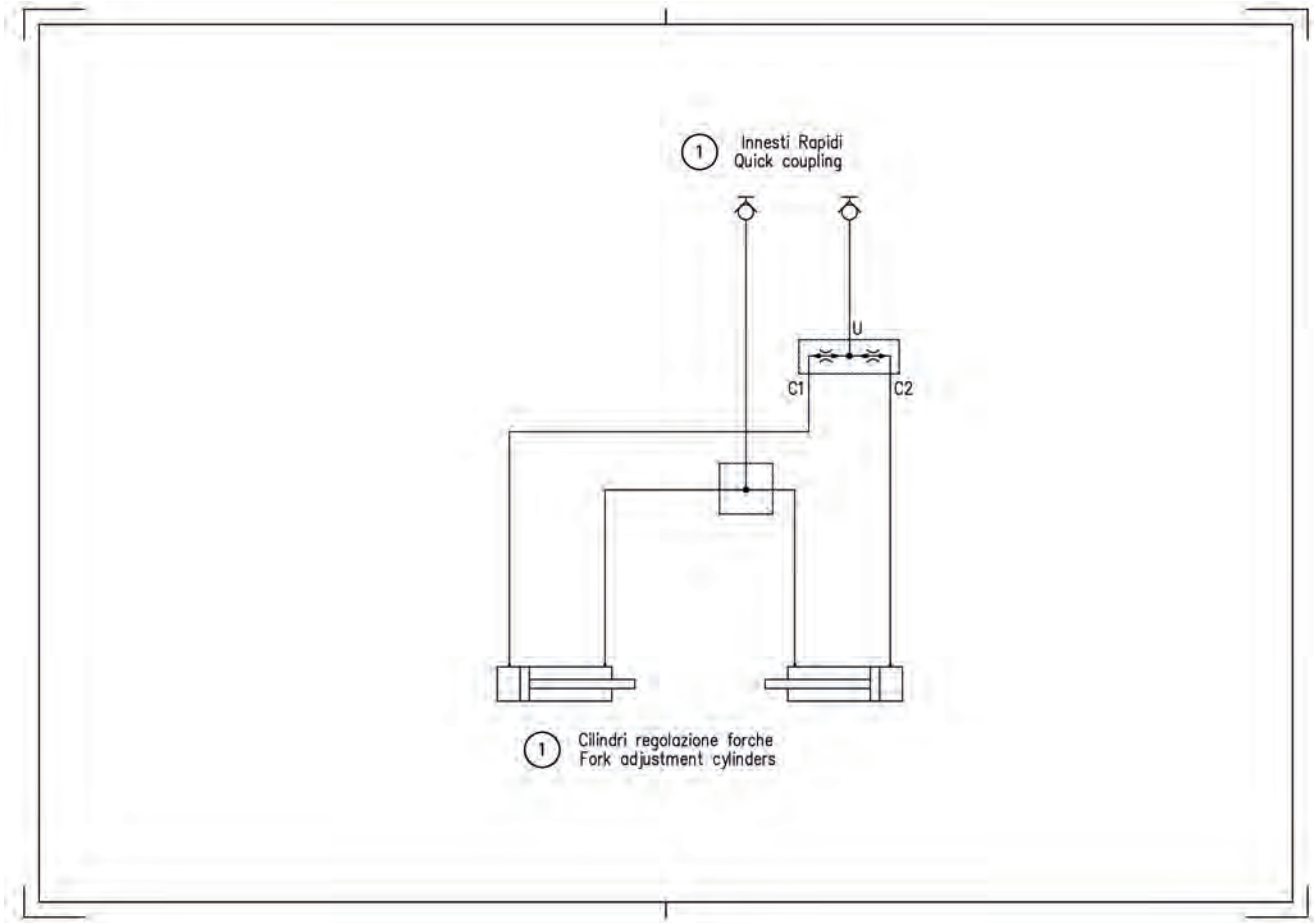 1
Innesti Rapidi
Quick coupling
U
C1
C2
1
Cilindri regolazione forche
Fork adjustment cylinders